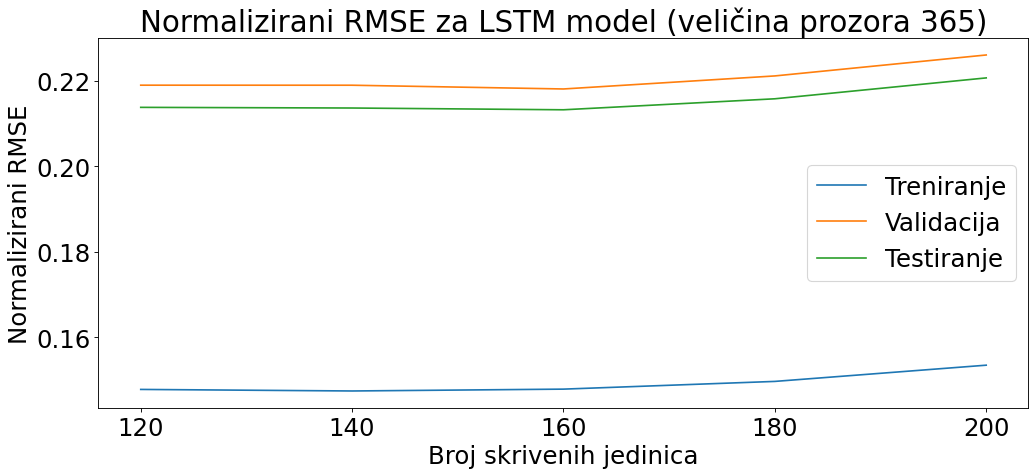 Normalizirani RMSE za LSTM model (veličina prozora 365)
Normalizirani RMSE
0.22
0.20
0.18
0.16
Treniranje
Validacija
Testiranje
120 140 160 180 200
Broj skrivenih jedinica